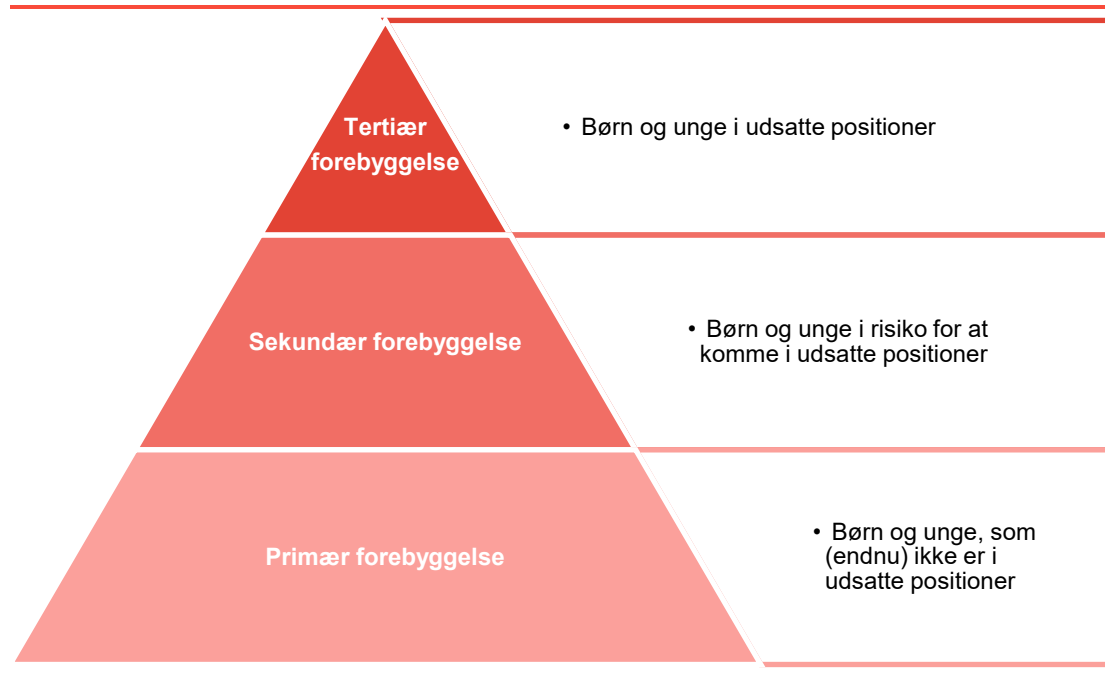 Tertiær
forebyggelse
• Børn og unge i udsatte positioner
Sekundær forebyggelse
• Børn og unge i risiko for at
komme i udsatte positioner
Primær forebyggelse
• Børn og unge, som
(endnu) ikke er i
udsatte positioner